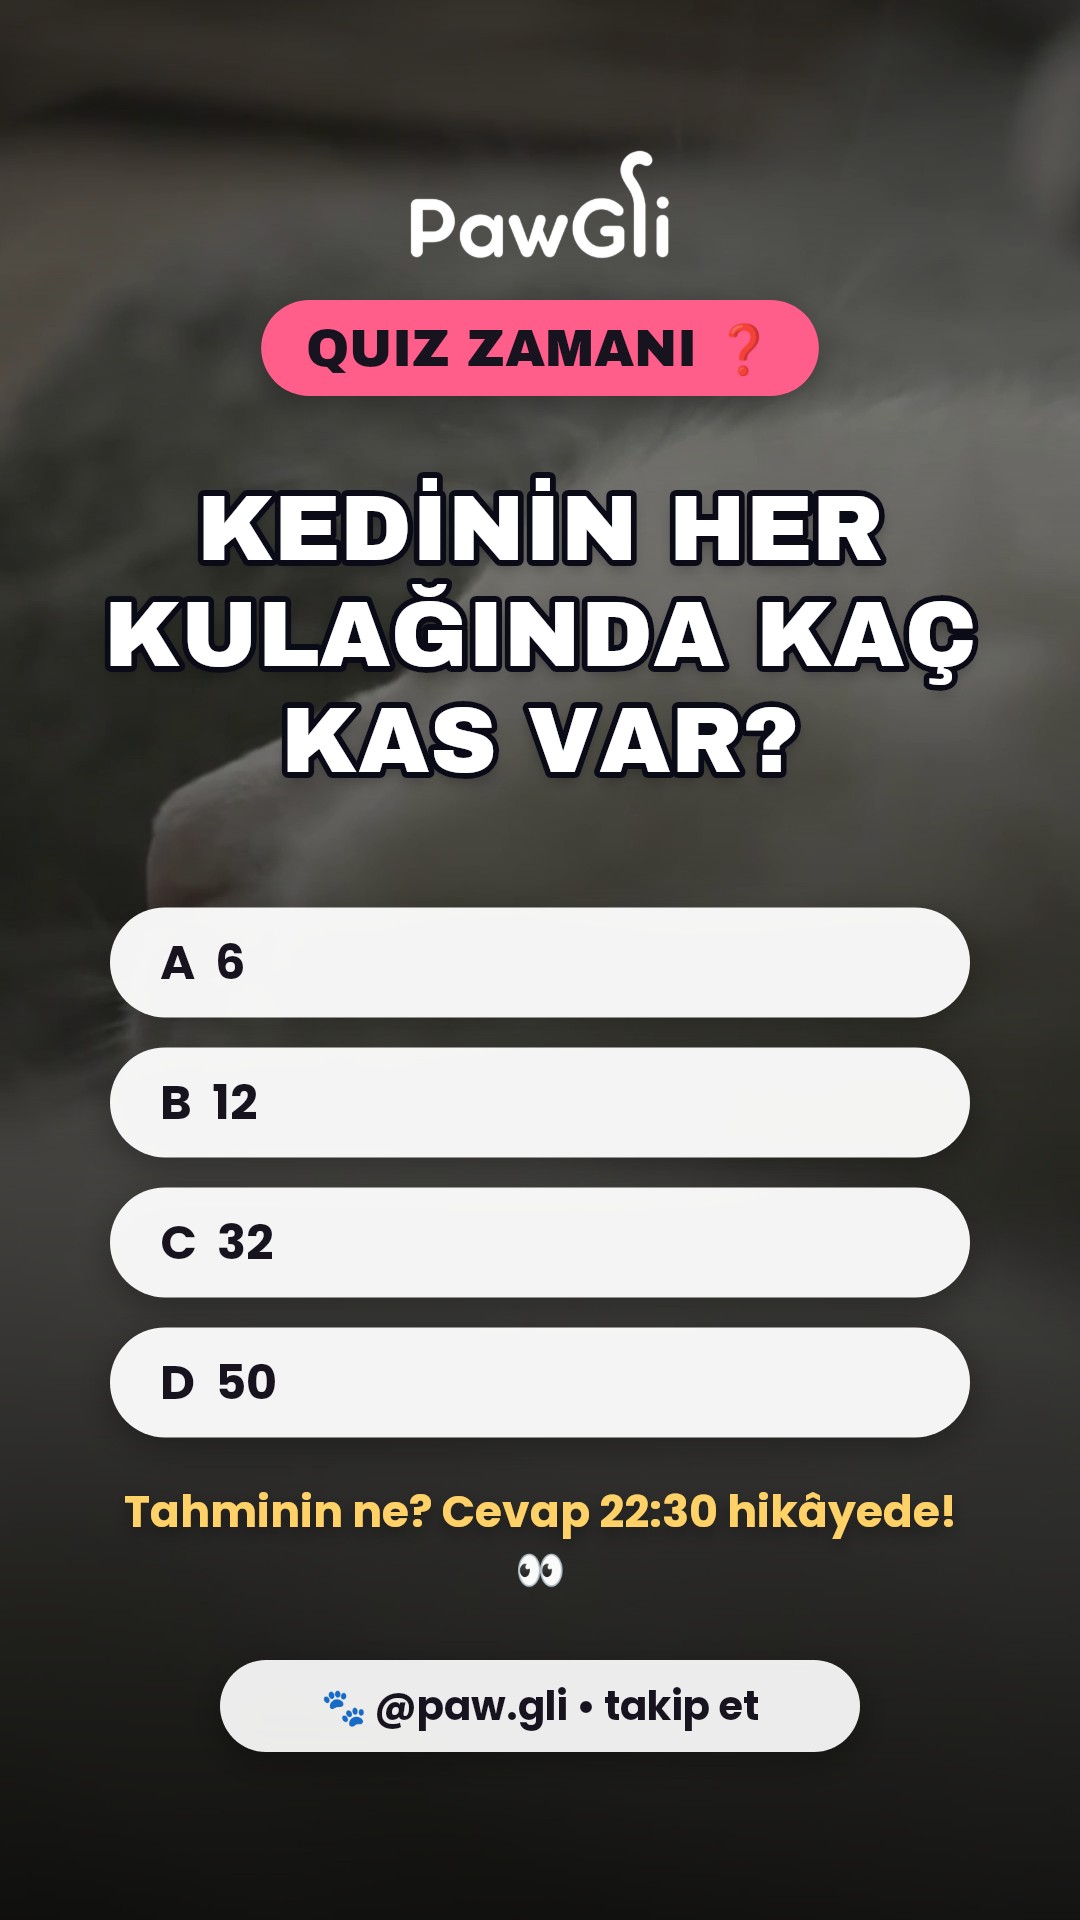 PawGli
QUIZ ZAMANI ❓
KEDİNİN HER
KULAĞINDA KAÇ
KAS VAR?
A 6
B 12
C 32
D 50
Tahminin ne? Cevap 22:30 hikâyede!
👀
🐾 @paw.gli • takip et